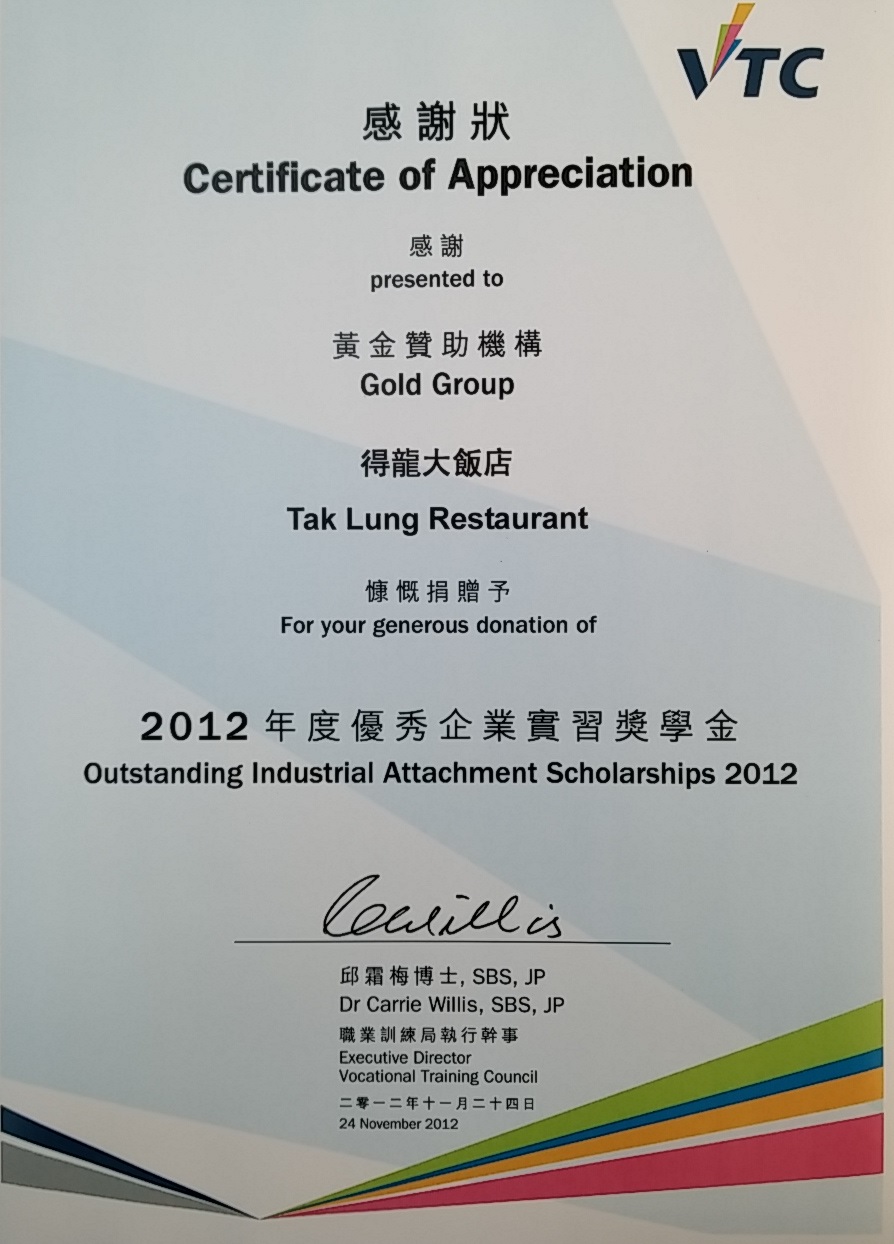 VTC
感謝狀
Certificate of Appreciation
感謝
presented to
黃金贊助機構
Gold Group
得龍大飯店
Tak Lung Restaurant
慷慨捐贈予
For your generous donation of
2012 年度優秀企業實習獎學金
Outstanding Industrial Attachment Scholarships 2012
CWillis
邱霜梅博士, SBS, JP
Dr Carrie Willis, SBS, JP
職業訓練局執行幹事
Executive Director
Vocational Training Council
二零一二年十一月二十四日
24 November 2012